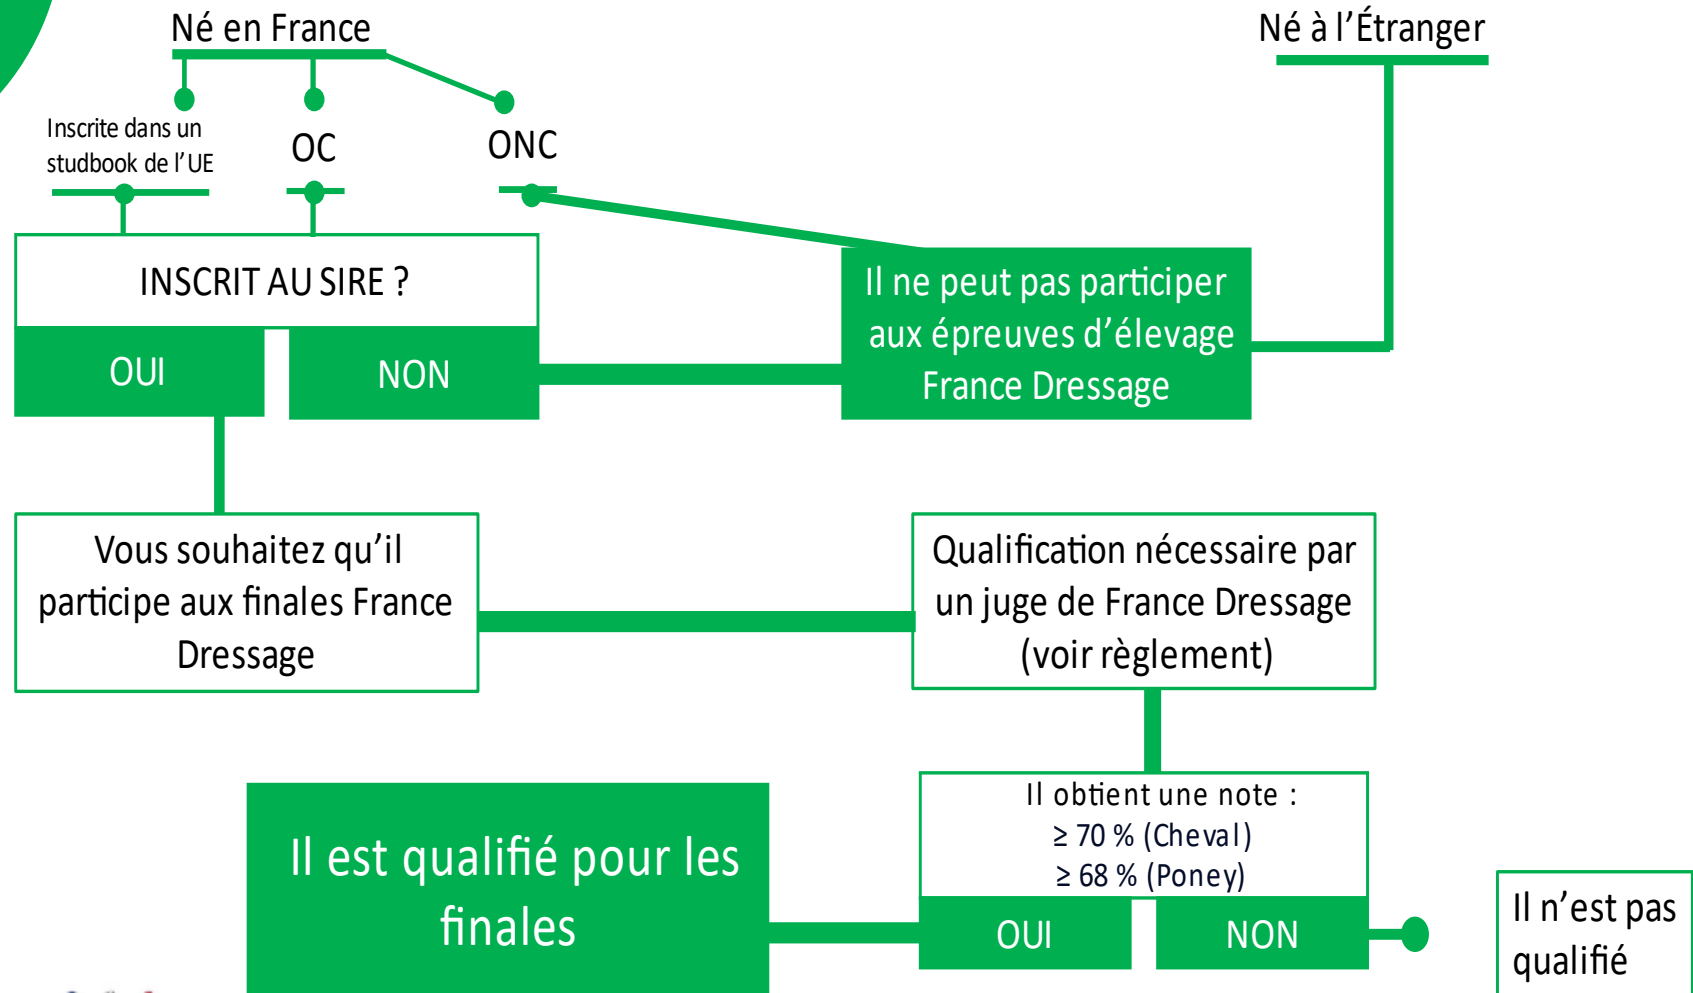 Né en France
Né à l’Étranger
Inscrite dans un
studbook de l’UE
OC
ONC
INSCRIT AU SIRE ?
OUI
NON
Il ne peut pas participer
aux épreuves d’élevage
France Dressage
Vous souhaitez qu’il
participe aux finales France
Dressage
Qualification nécessaire par
un juge de France Dressage
(voir règlement)
Il obtient une note :
≥ 70 % (Cheval)
≥ 68 % (Poney)
OUI
NON
Il est qualifié pour les
finales
Il n’est pas
qualifié